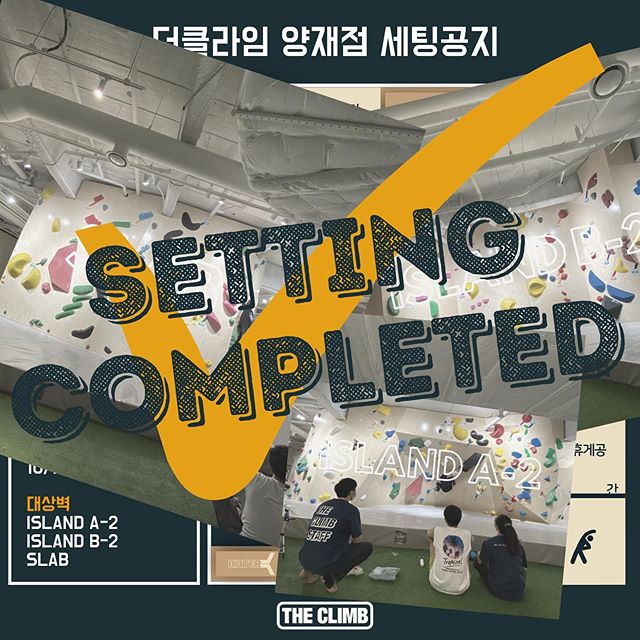 더클라임 양재점 세팅공지
SETTING
COMPLETED
ISLAND B-2
ISLAND A-2
THE
CLIMB
STAFF
휴게공
간
대상벽
ISLAND A-2
ISLAND B-2
SLAB
THE CLIMB